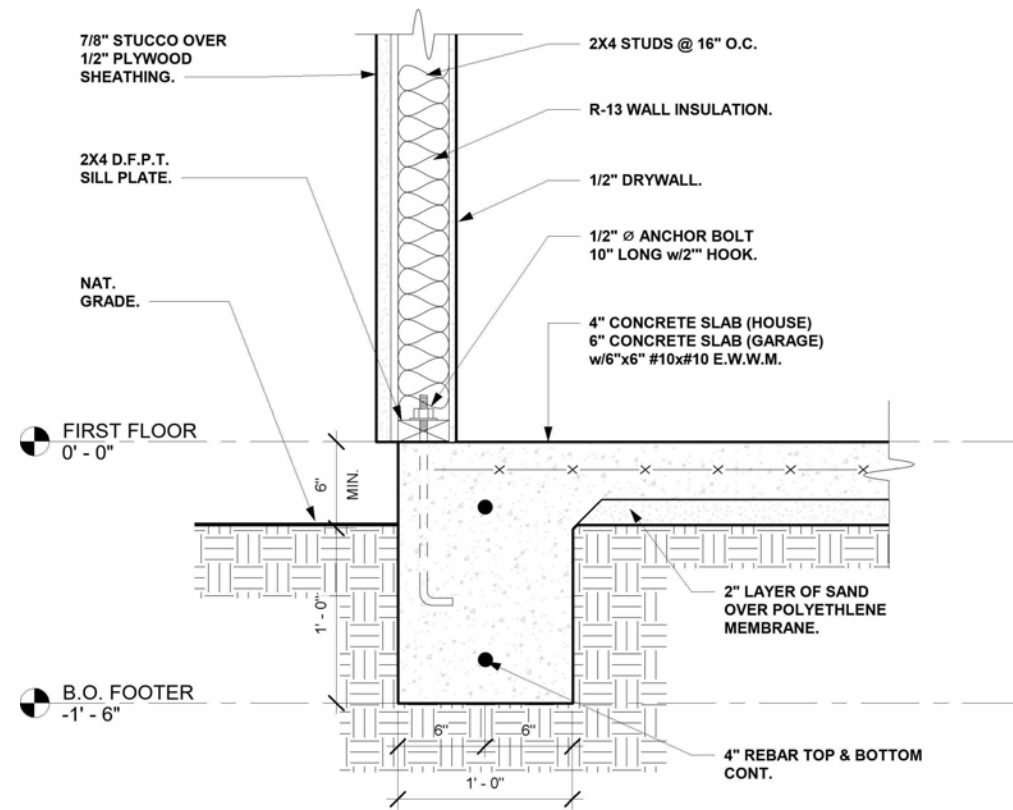 7/8" STUCCO OVER
1/2" PLYWOOD
SHEATHING.
2X4 D.F.P.T.
SILL PLATE.
NAT.
GRADE.
2X4 STUDS @ 16" O.C.
R-13 WALL INSULATION.
1/2" DRYWALL.
1/2" Ø ANCHOR BOLT
10" LONG w/2'" HOOK.
4" CONCRETE SLAB (HOUSE)
6" CONCRETE SLAB (GARAGE)
w/6"x6" #10x#10 E.W.W.M.
FIRST FLOOR
0' - 0"
6"
MIN.
1' - 0"
2" LAYER OF SAND
OVER POLYETHLENE
MEMBRANE.
B.O. FOOTER
-1' - 6"
6"
6"
1' - 0"
4" REBAR TOP & BOTTOM
CONT.